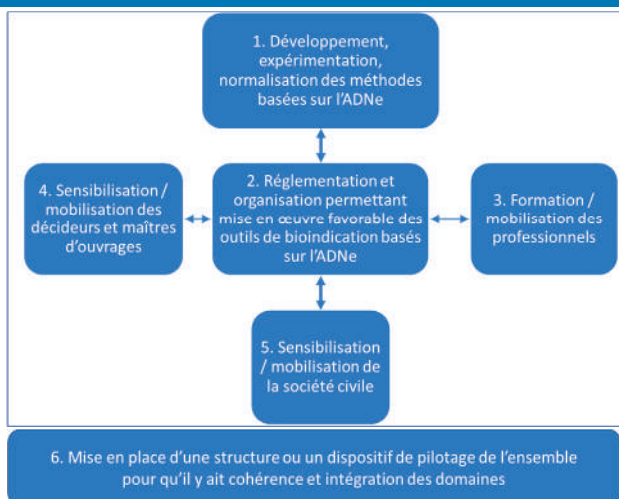 1. Développement,
expérimentation,
normalisation des méthodes
basées sur l'ADNe
4. Sensibilisation /
mobilisation des
décideurs et maîtres
d'ouvrages
2. Réglementation et
organisation permettant
mise en œuvre favorable des
outils de bioindication basés
sur l'ADNe
3. Formation /
mobilisation des
professionnels
5. Sensibilisation
/ mobilisation de
la société civile
6. Mise en place d'une structure ou un dispositif de pilotage de l'ensemble
pour qu'il y ait cohérence et intégration des domaines